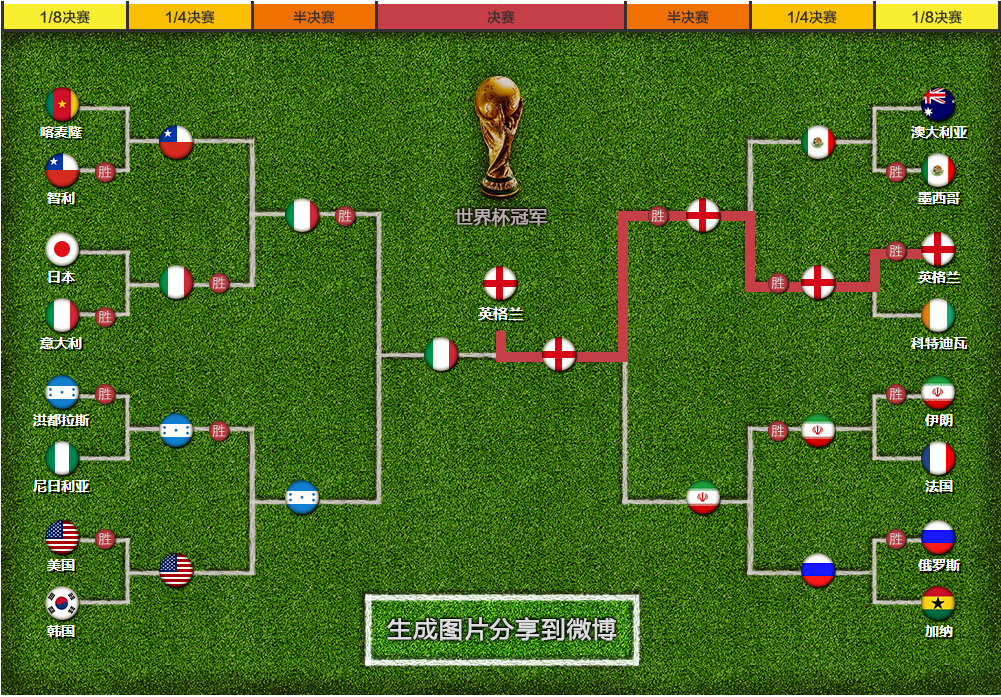 1/8决赛
1/4决赛
半决赛
决赛
半决赛
1/4决赛
1/8决赛
喀麦隆
澳大利亚
胜
智利
胜
墨西哥
世界杯冠军
胜
胜
日本
胜
英格兰
胜
胜
意大利
胜
英格兰
科特迪瓦
洪都拉斯
胜
胜
伊朗
胜
胜
尼日利亚
法国
美国
胜
胜
俄罗斯
韩国
加纳
生成图片分享到微博